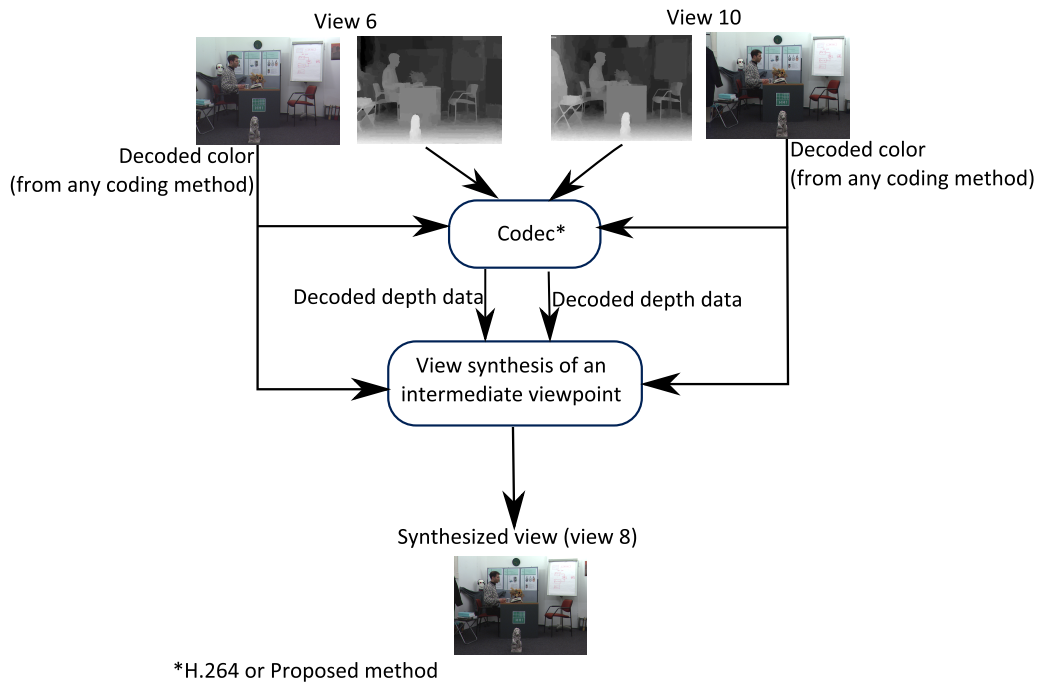 View 6
View 10
Decoded color
(from any coding method)
Decoded color
(from any coding method)
Codec*
Decoded depth data
Decoded depth data
View synthesis of an
intermediate viewpoint
Synthesized view (view 8)
*H.264 or Proposed method